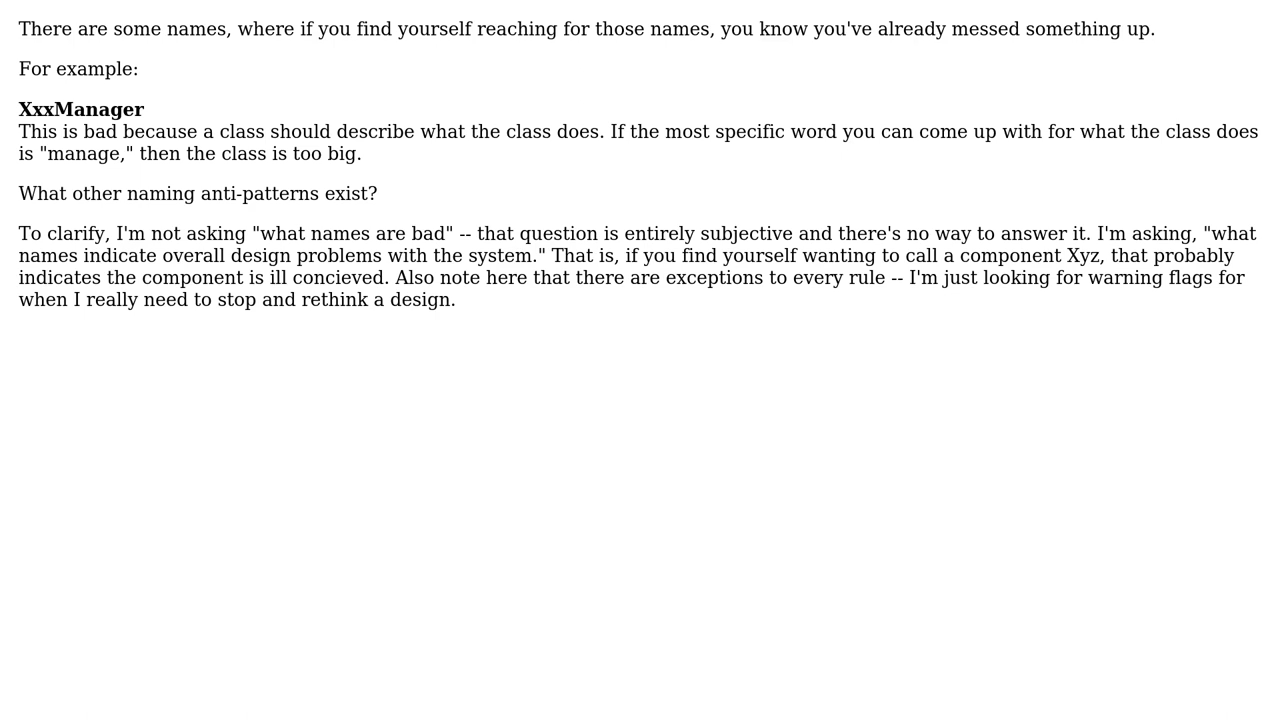 There are some names, where if you find yourself reaching for those names, you know you've already messed something up.
For example:
XxxManager
This is bad because a class should describe what the class does. If the most specific word you can come up with for what the class does
is "manage," then the class is too big.
What other naming anti-patterns exist?
To clarify, I'm not asking "what names are bad" -- that question is entirely subjective and there's no way to answer it. I'm asking, "what
names indicate overall design problems with the system." That is, if you find yourself wanting to call a component Xyz, that probably
indicates the component is ill concieved. Also note here that there are exceptions to every rule -- I'm just looking for warning flags for
when I really need to stop and rethink a design.